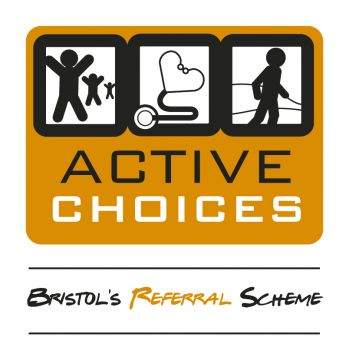 ACTIVE
CHOICES
BRISTOL'S REFERRAL SCHEME